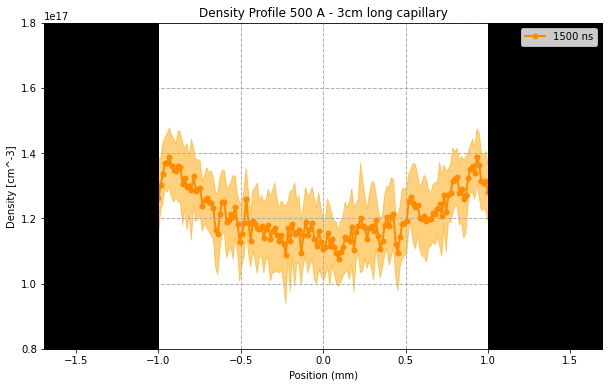 Density Profile 500 A - 3cm long capillary
1e17
1500 ns
1.8
1.6
1.4
1.2
1.0
0.8
Density [cm^-3]
−1.5 −1.0 −0.5 0.0 0.5 1.0 1.5
Position (mm)